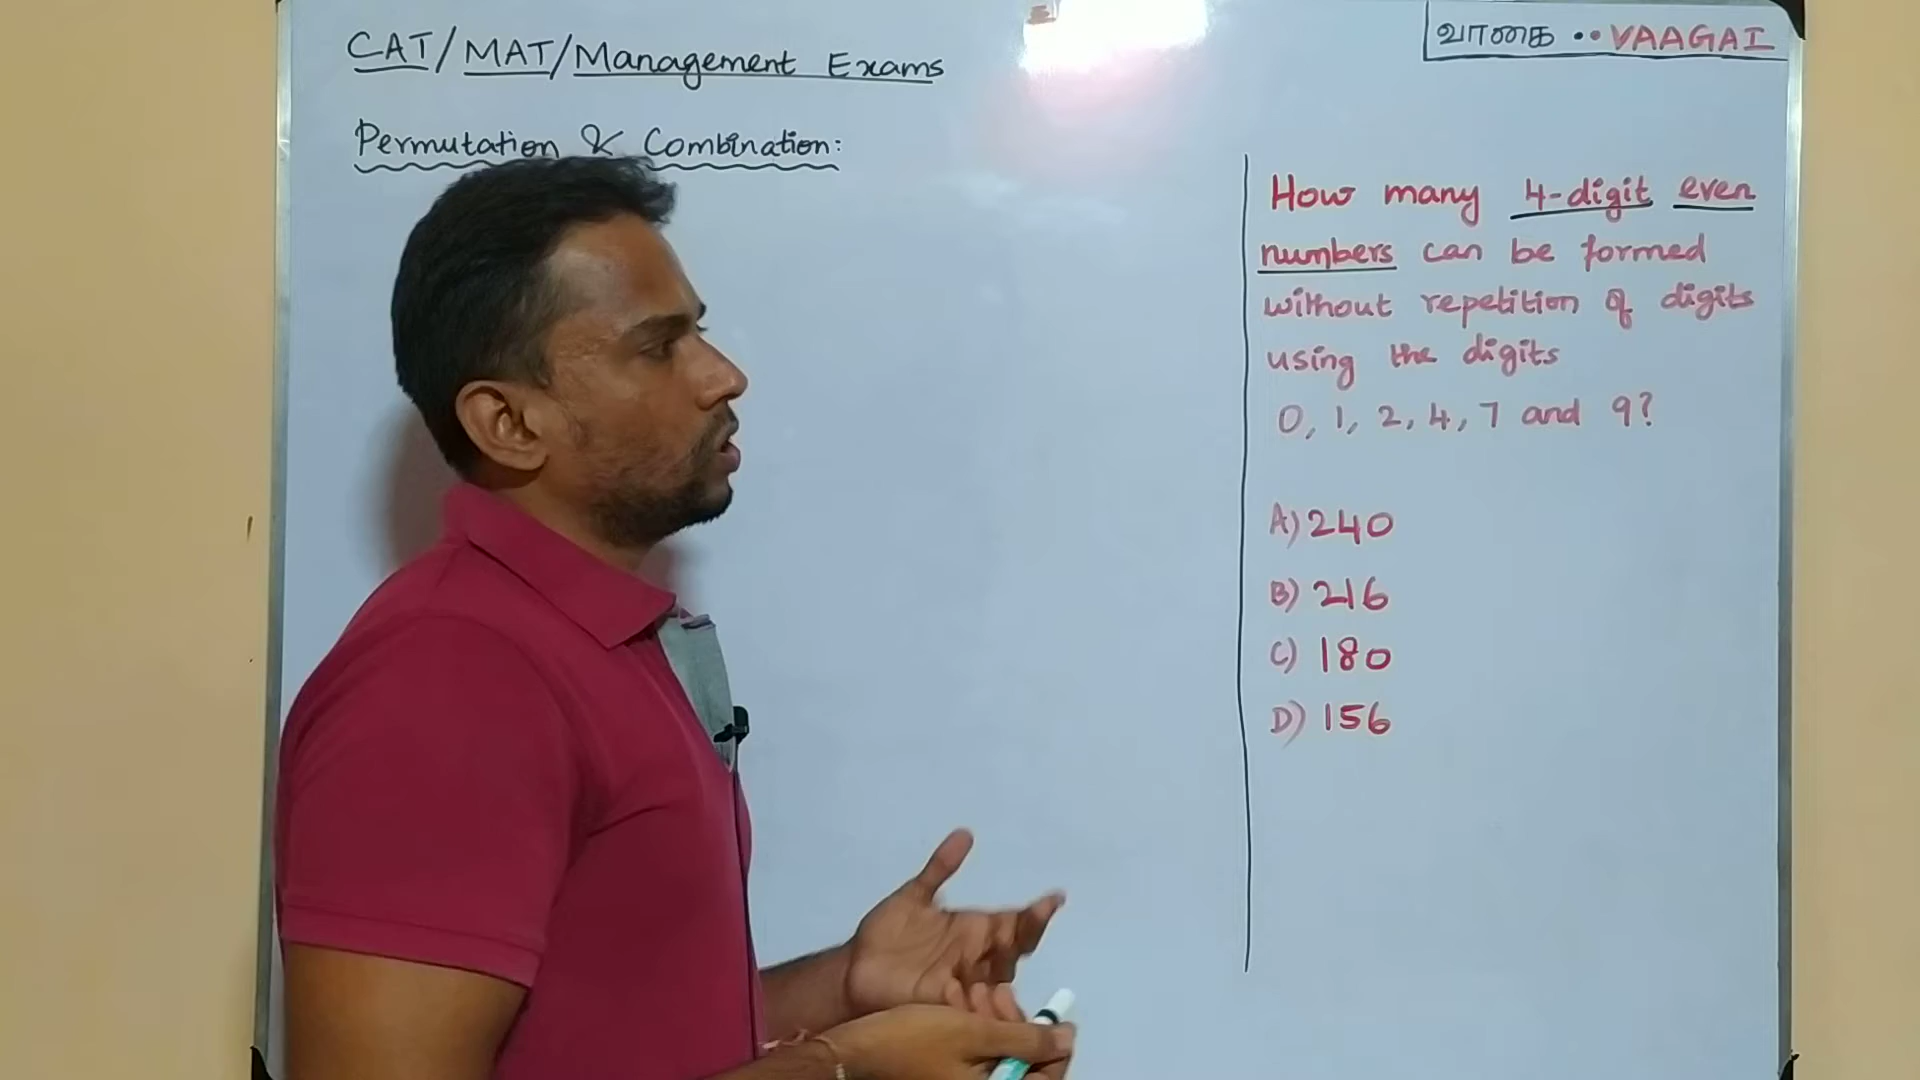 CAT/MAT/Management Exams
வாகை •• VAAGAI
Permutation & Combination:
How many 4-digit even
numbers can be formed
without repetition of digits
using the digits
0, 1, 2, 4, 7 and 9?
A) 240
B) 216
C) 180
D) 156